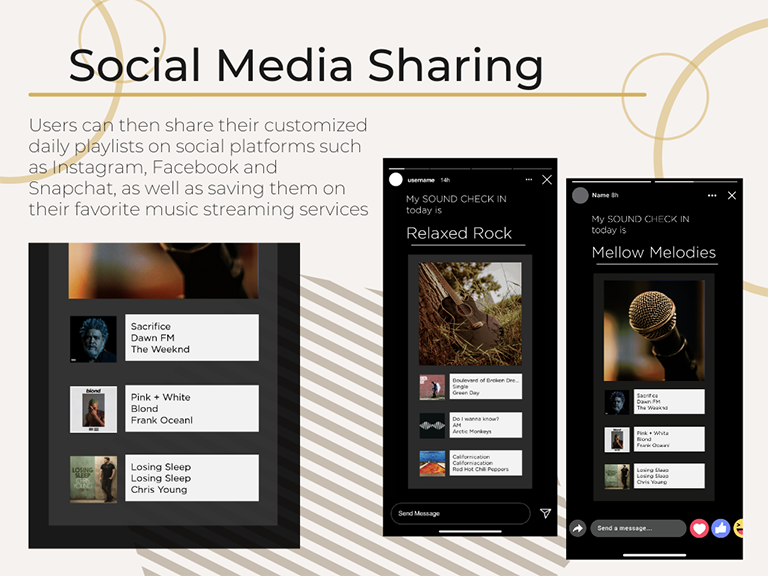 Social Media Sharing
Users can then share their customized
daily playlists on social platforms such
as Instagram, Facebook and
Snapchat, as well as saving them on
their favorite music streaming services
Sacrifice
Dawn FM
The Weeknd
blond
Pink + White
Blond
Frank Oceanl
LOSING SLEEP
CHRIS YOUNG
Losing Sleep
Losing Sleep
Chris Young
username 14h
My SOUND CHECK IN
today is
Relaxed Rock
Boulevard of Broken Dre...
Single
Green Day
Do I wanna know?
AM
Arctic Monkeys
Californication
Californiacation
Red Hot Chili Peppers
Send Message
Name 8h
My SOUND CHECK IN
today is
Mellow Melodies
Sacrifice
Dawn FM
The Weeknd
Pink + White
Blond
Frank Oceanl
Losing Sleep
Losing Sleep
Chris Young
Send a message...